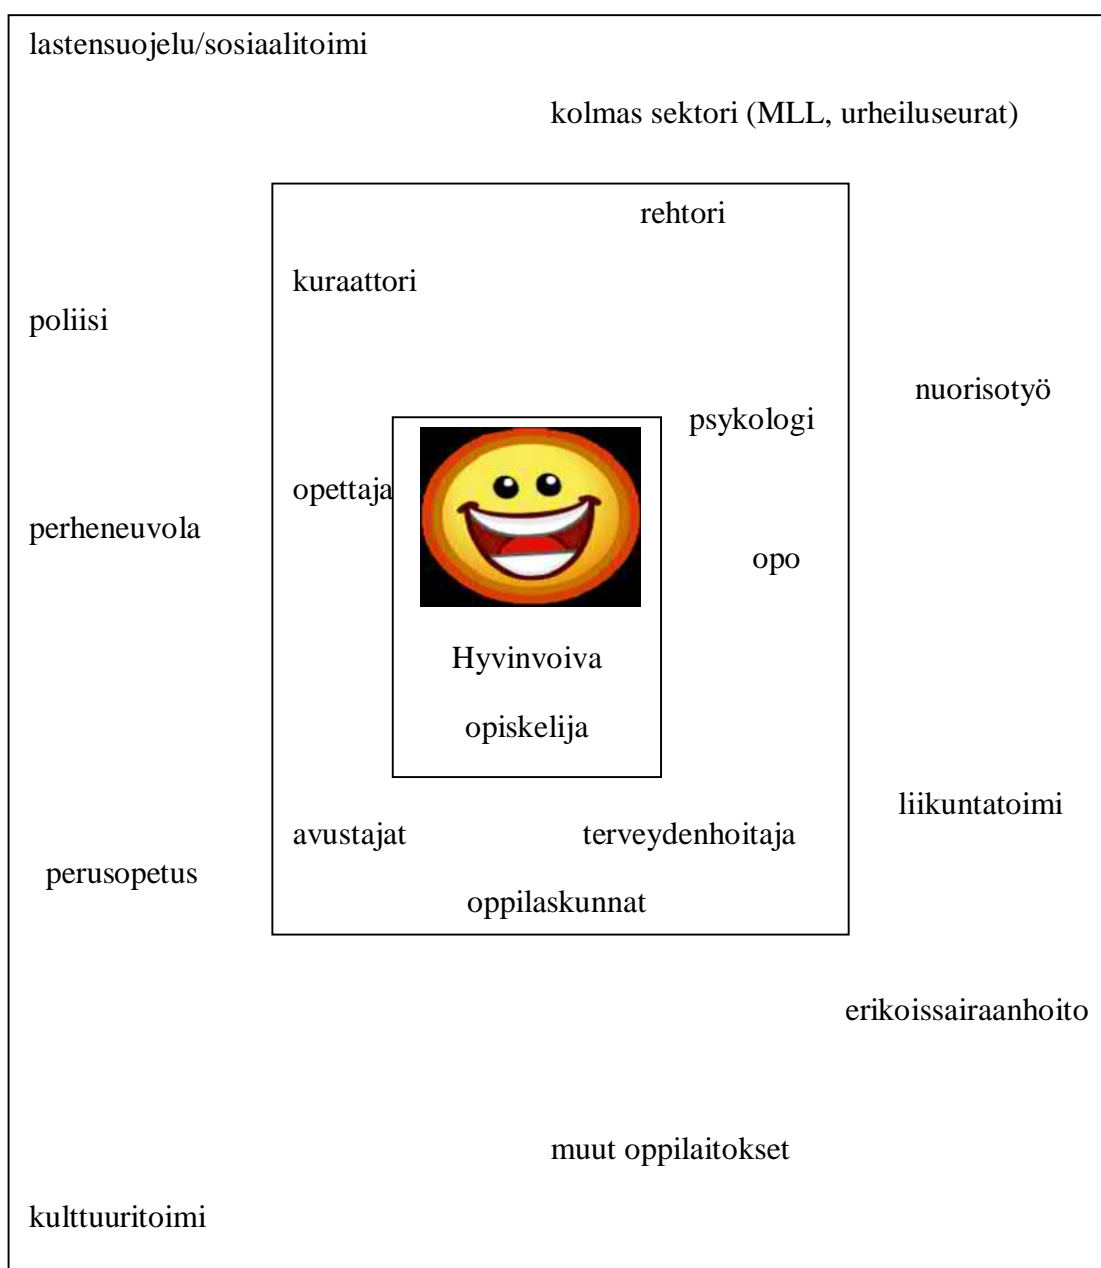 lastensuojelu/sosiaalitoimi
kolmas sektori (MLL, urheiluseurat)
rehtori
kuraattori
poliisi
nuorisotyö
psykologi
opettaja
perheneuvola
opo
Hyvinvoiva
opiskelija
liikuntatoimi
avustajat
terveydenhoitaja
perusopetus
oppilaskunnat
erikoissairaanhoito
muut oppilaitokset
kulttuuritoimi